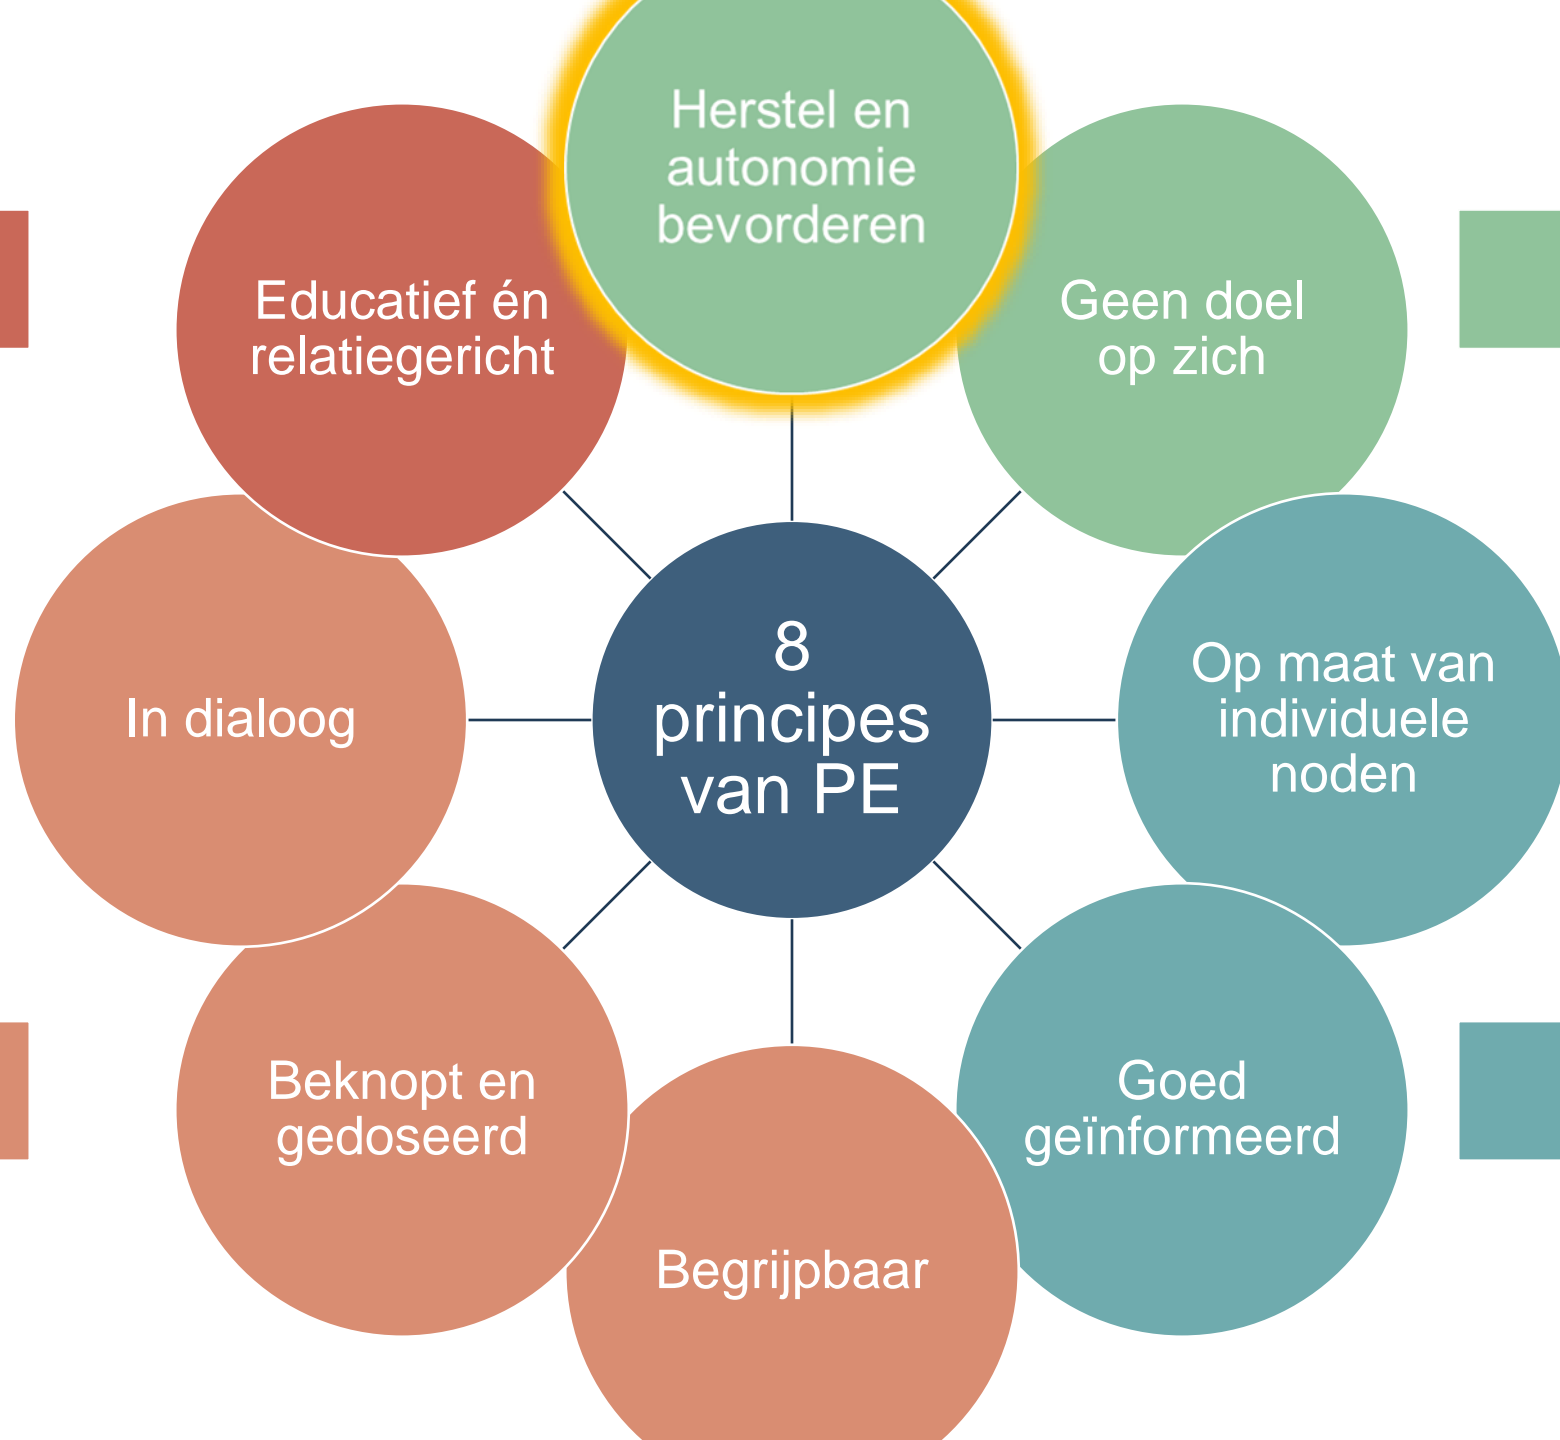 Herstel en
autonomie
bevorderen
Geen doel
op zich
Op maat van
individuele
noden
Goed
geïnformeerd
Begrijpbaar
Beknopt en
gedoseerd
In dialoog
Educatief én
relatiegericht
8
principes
van PE